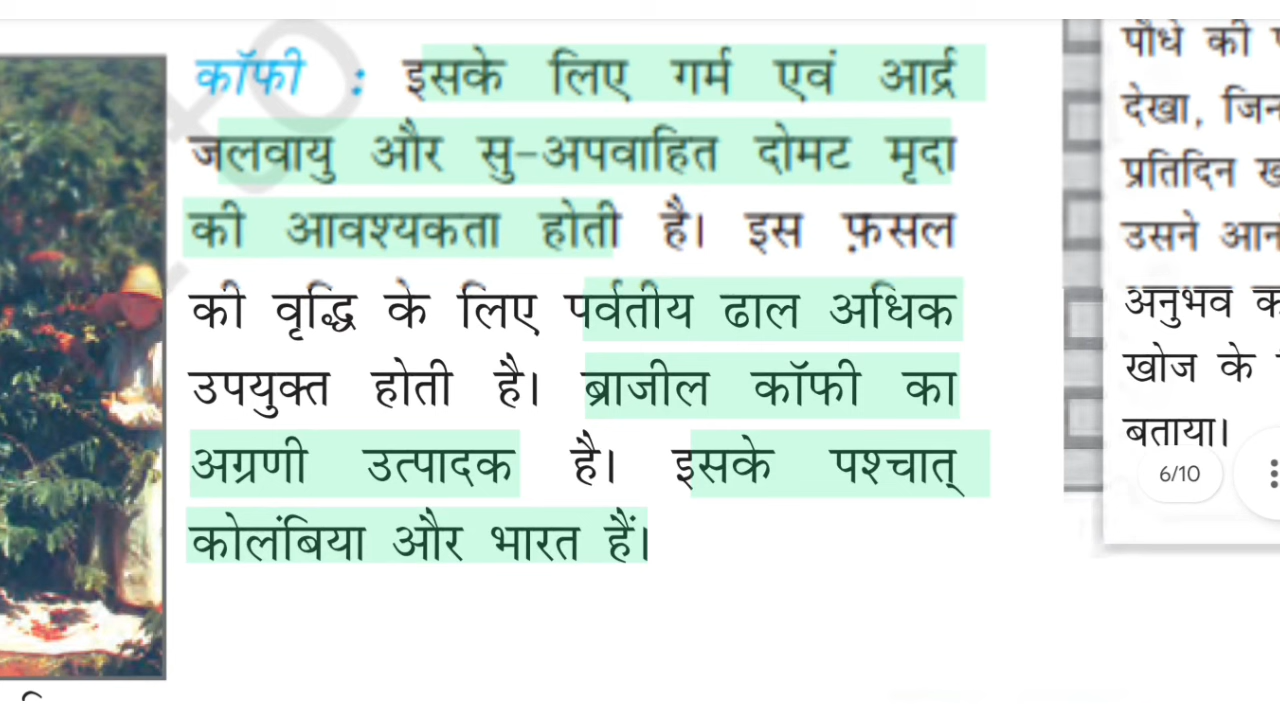 कॉफी : इसके लिए गर्म एवं आर्द्र
जलवायु और सु-अपवाहित दोमट मृदा
की आवश्यकता होती है। इस फ़सल
की वृद्धि के लिए पर्वतीय ढाल अधिक
उपयुक्त होती है। ब्राजील कॉफी का
अग्रणी उत्पादक है। इसके पश्चात्
कोलंबिया और भारत हैं।
पौधे की
देखा, जिन
प्रतिदिन
उसने आन
अनुभव क
खोज के
बताया।
6/10